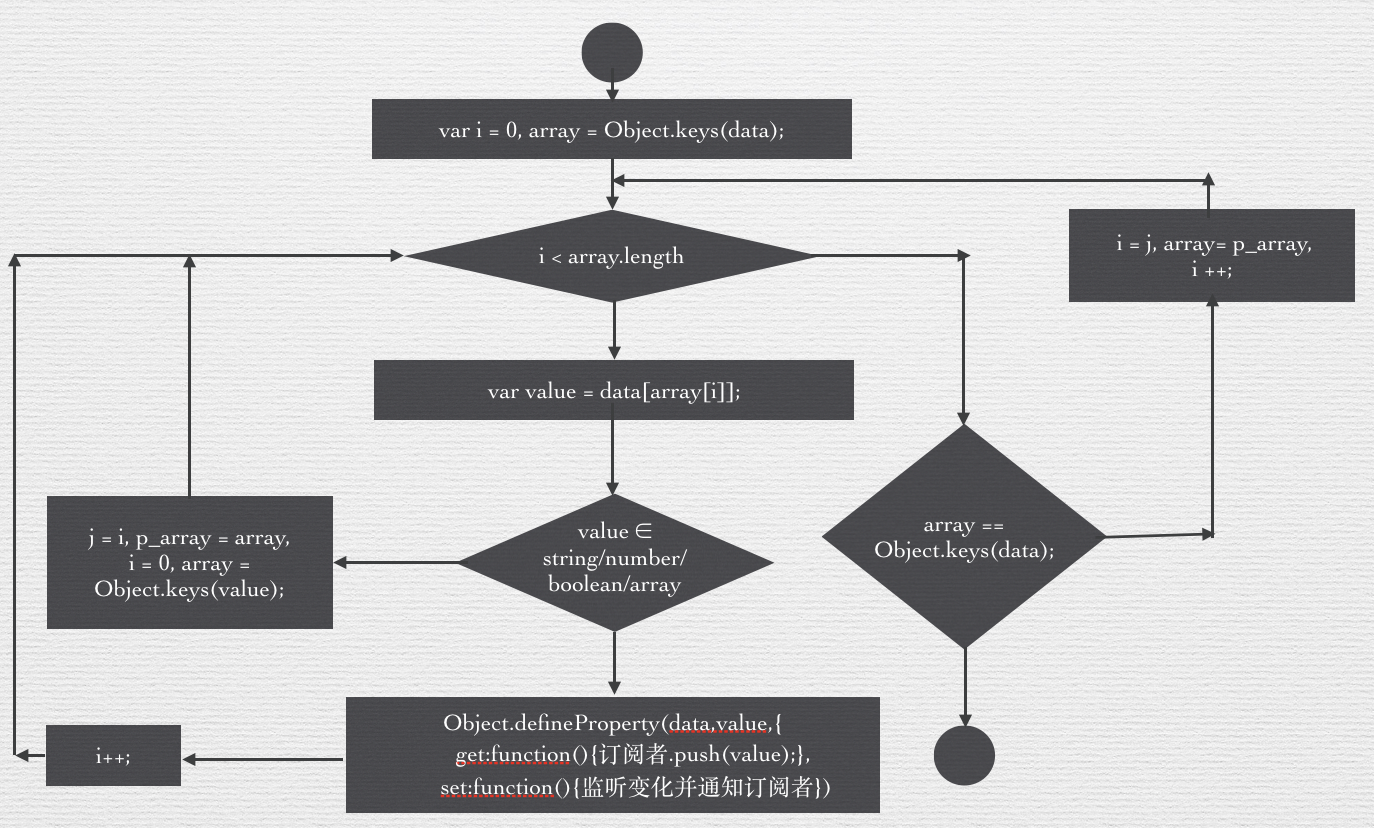 var i = 0, array = Object.keys(data);
i = j, array= p_array,
i ++;
i < array.length
var value = data[array[i]];
j = i, p_array = array,
i = 0, array =
Object.keys(value);
value ∈
string/number/
boolean/array
array ==
Object.keys(data);
i++;
Object.defineProperty(data,value,{
get:function(){订阅者.push(value);},
set:function(){监听变化并通知订阅者})